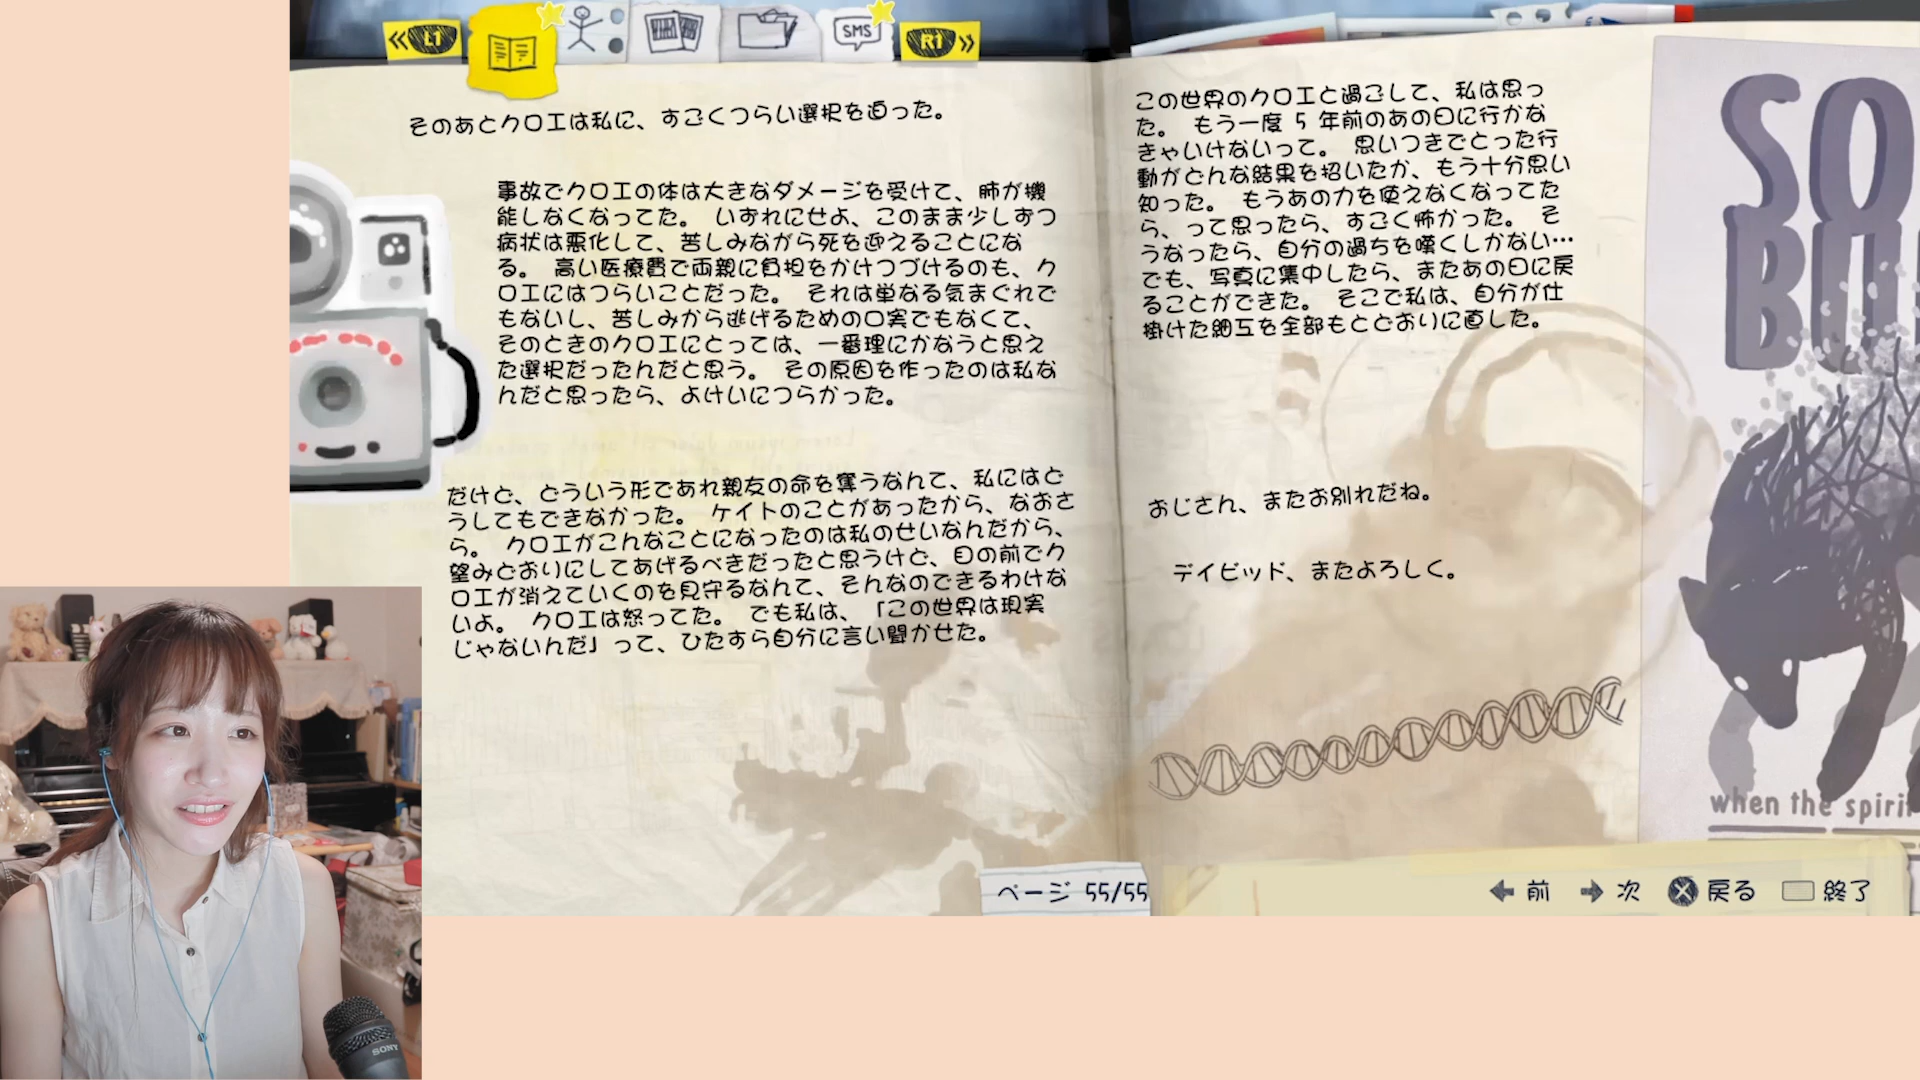 L1
SMS
R1
そのあとクロエは私に、すごくつらい選択を迫った。
事故でクロエの体は大きなダメージを受けて、肺が機
能しなくなってた。 いずれにせよ、このまま少しずつ
病状は悪化して、苦しみながら死を迎えることにな
る。 高い医療費で両親に負担をかけつづけるのも、ク
ロエにはつらいことだった。 それは単なる気まぐれで
もないし、苦しみから逃げるための口実でもなくて、
そのときのクロエにとっては、一番理にかなうと思え
た選択だったんだと思う。 その原因を作ったのは私な
んだと思ったら、よけいにつらかった。
だけど、どういう形であれ親友の命を奪うなんて、私にはど
うしてもできなかった。 ケイトのことがあったから、なおさ
ら。 クロエがこんなことになったのは私のせいなんだから、
望みどおりにしてあげるべきだったと思うけど、目の前でク
ロエが消えていくのを見守るなんて、そんなのできるわけな
いよ。 クロエは怒ってた。 でも私は、「この世界は現実
じゃないんだ」って、ひたすら自分に言い聞かせた。
この世界のクロエと過ごして、私は思っ
た。 もう一度 5 年前のあの日に行かな
きゃいけないって。 思いつきでとった行
動がどんな結果を招いたか、もう十分思い
知った。 もうあの力を使えなくなってた
ら、って思ったら、すごく怖かった。 そ
うなったら、自分の過ちを嘆くしかない…
でも、写真に集中したら、またあの日に戻
ることができた。 そこで私は、自分が仕
掛けた細工を全部もとどおりに直した。
おじさん、またお別れだね。
デイビッド、またよろしく。
SO
when the spirit
ページ 55/55
前 次 戻る 終了
SONY